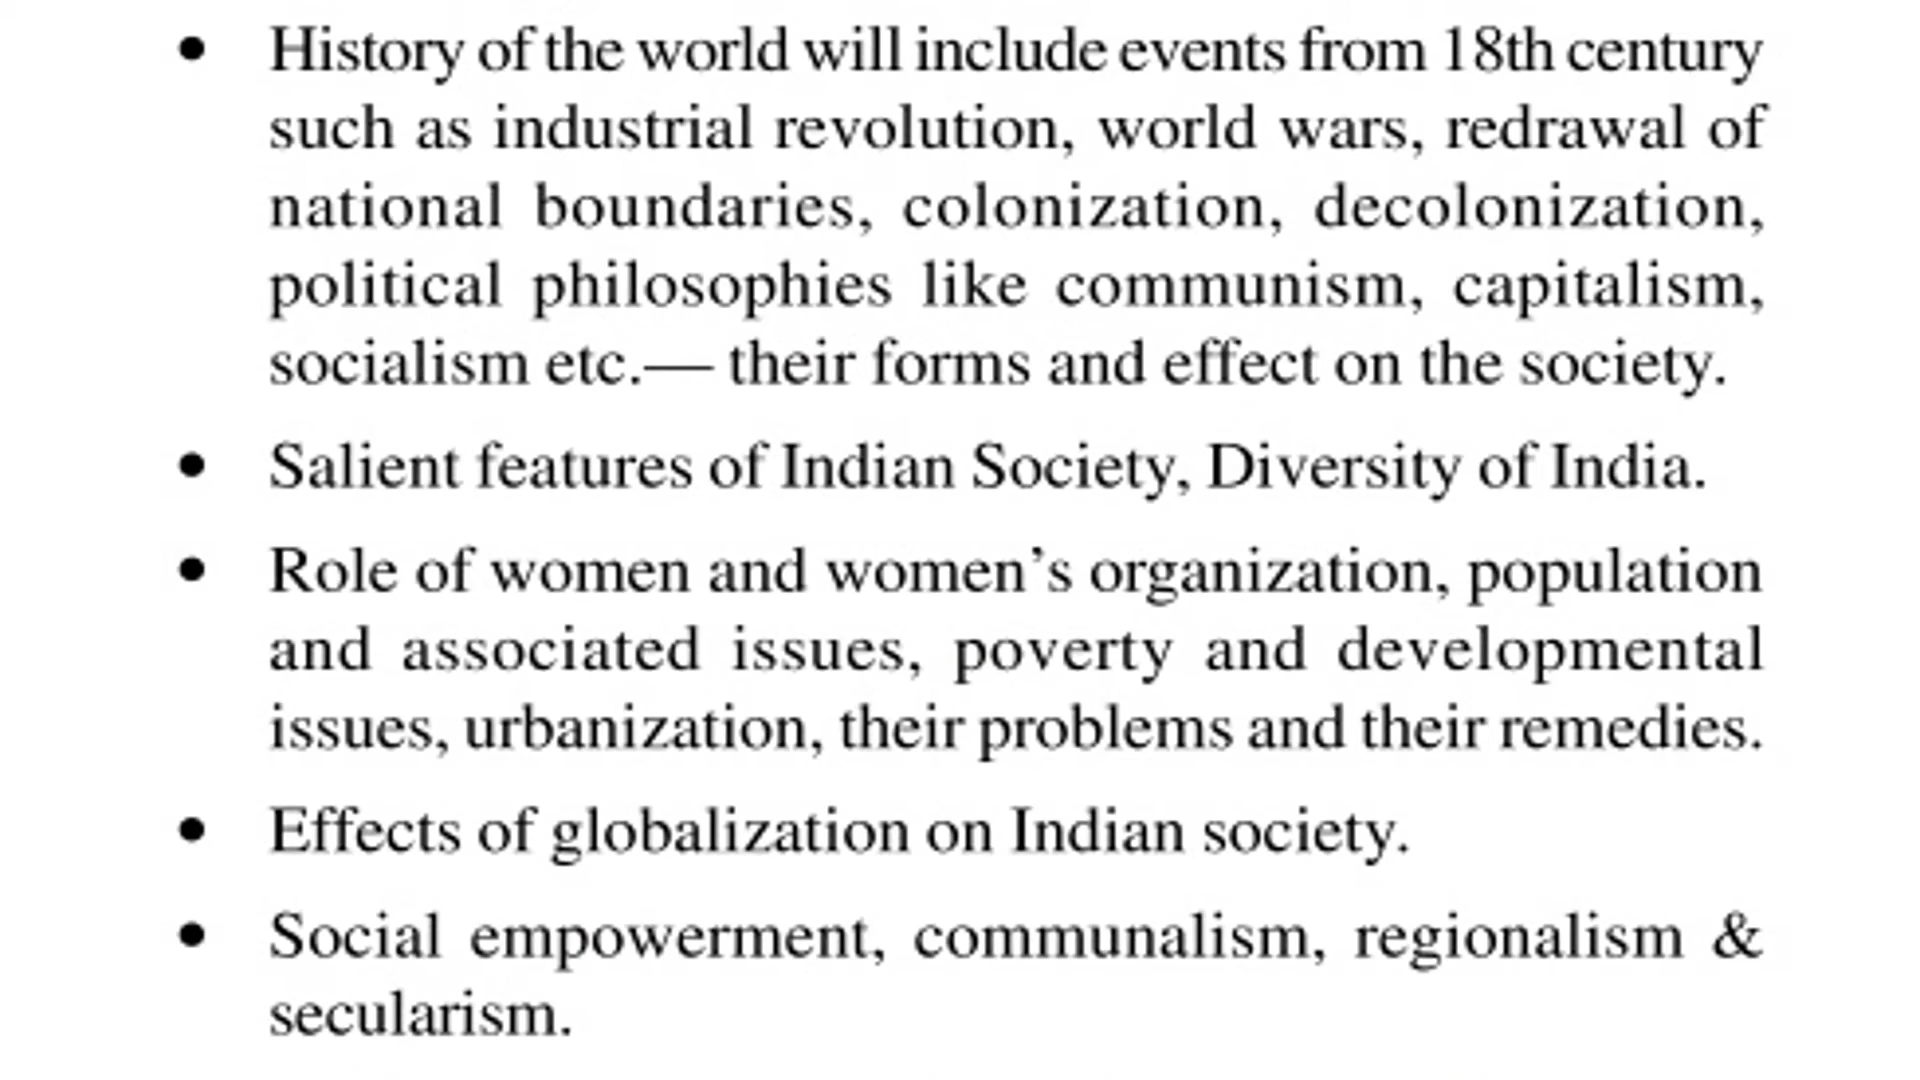 • History of the world will include events from 18th century
such as industrial revolution, world wars, redrawal of
national boundaries, colonization, decolonization,
political philosophies like communism, capitalism,
socialism etc.— their forms and effect on the society.
• Salient features of Indian Society, Diversity of India.
• Role of women and women’s organization, population
and associated issues, poverty and developmental
issues, urbanization, their problems and their remedies.
• Effects of globalization on Indian society.
• Social empowerment, communalism, regionalism &
secularism.